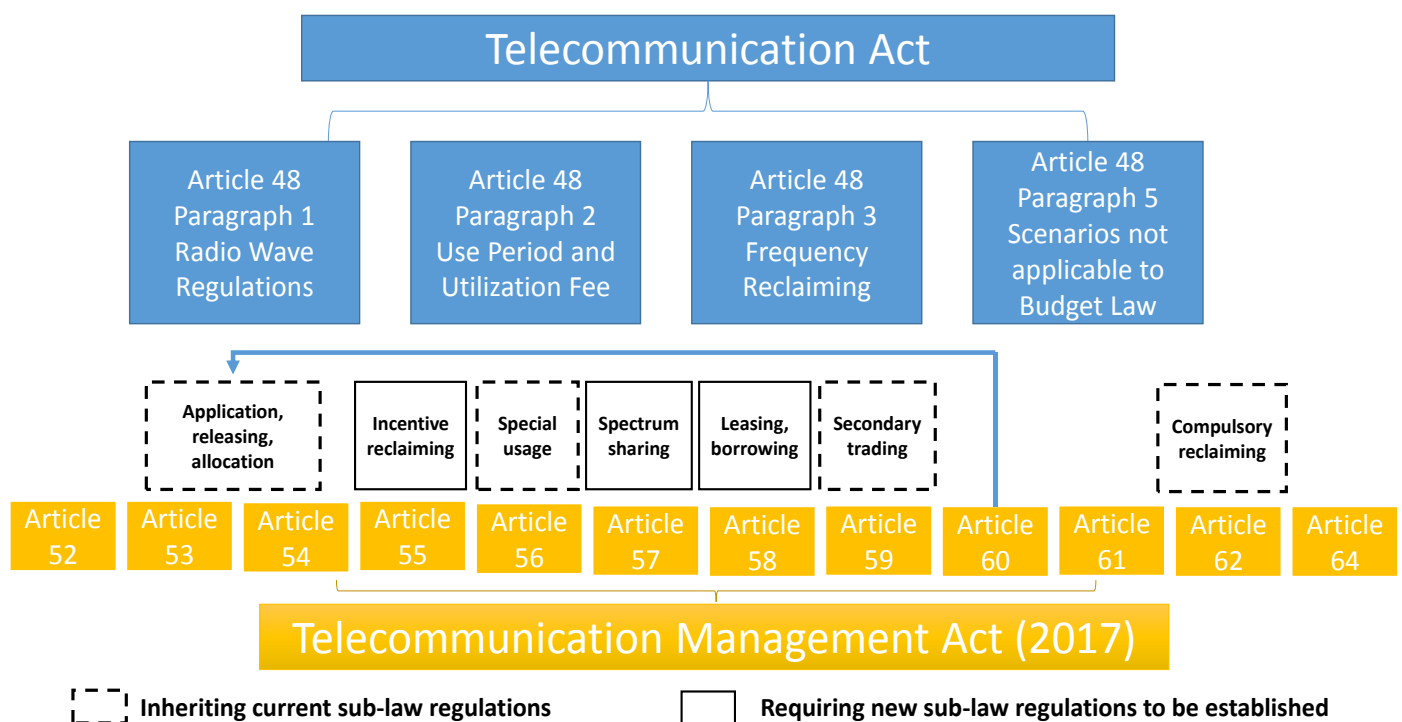 Telecommunication Act
Article 48
Paragraph 1
Radio Wave
Regulations
Article 48
Paragraph 2
Use Period and
Utilization Fee
Article 48
Paragraph 3
Frequency
Reclaiming
Article 48
Paragraph 5
Scenarios not
applicable to
Budget Law
Application,
releasing,
allocation
Incentive
reclaiming
Special
usage
Spectrum
sharing
Leasing,
borrowing
Secondary
trading
Compulsory
reclaiming
Article
52
Article
53
Article
54
Article
55
Article
56
Article
57
Article
58
Article
59
Article
60
Article
61
Article
62
Article
64
Telecommunication Management Act (2017)
Inheriting current sub-law regulations
Requiring new sub-law regulations to be established